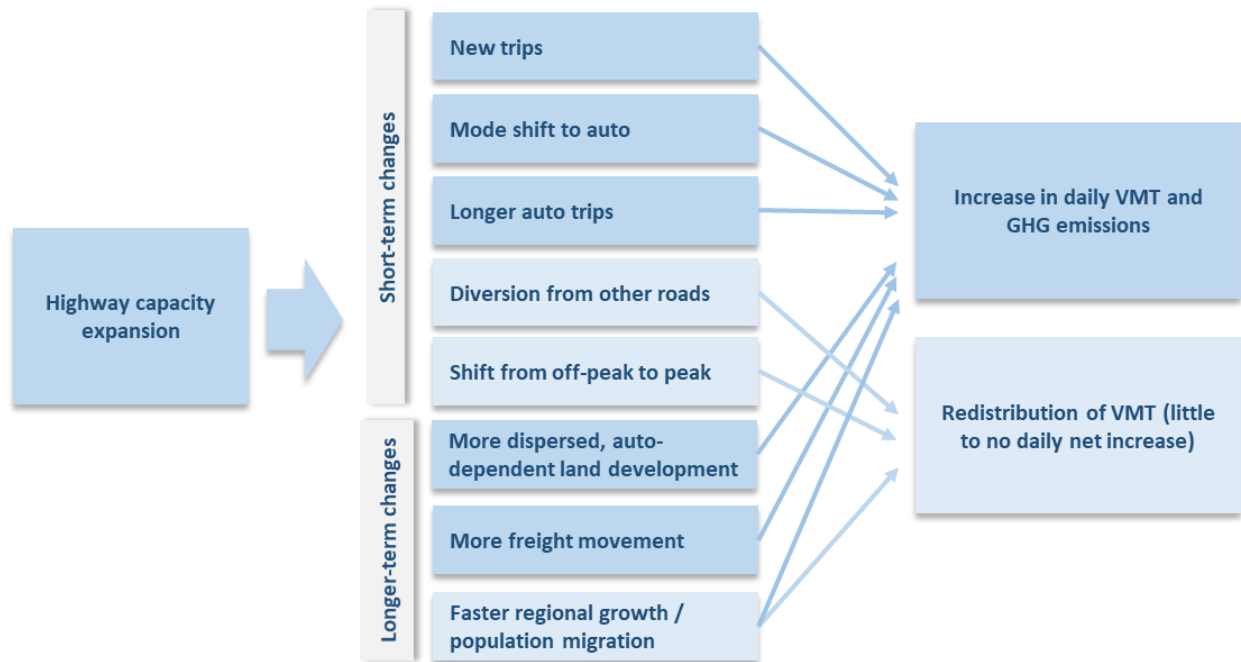 Highway capacity
expansion
Short-term changes
New trips
Mode shift to auto
Longer auto trips
Diversion from other roads
Shift from off-peak to peak
Longer-term changes
More dispersed, auto-
dependent land development
More freight movement
Faster regional growth /
population migration
Increase in daily VMT and
GHG emissions
Redistribution of VMT (little
to no daily net increase)